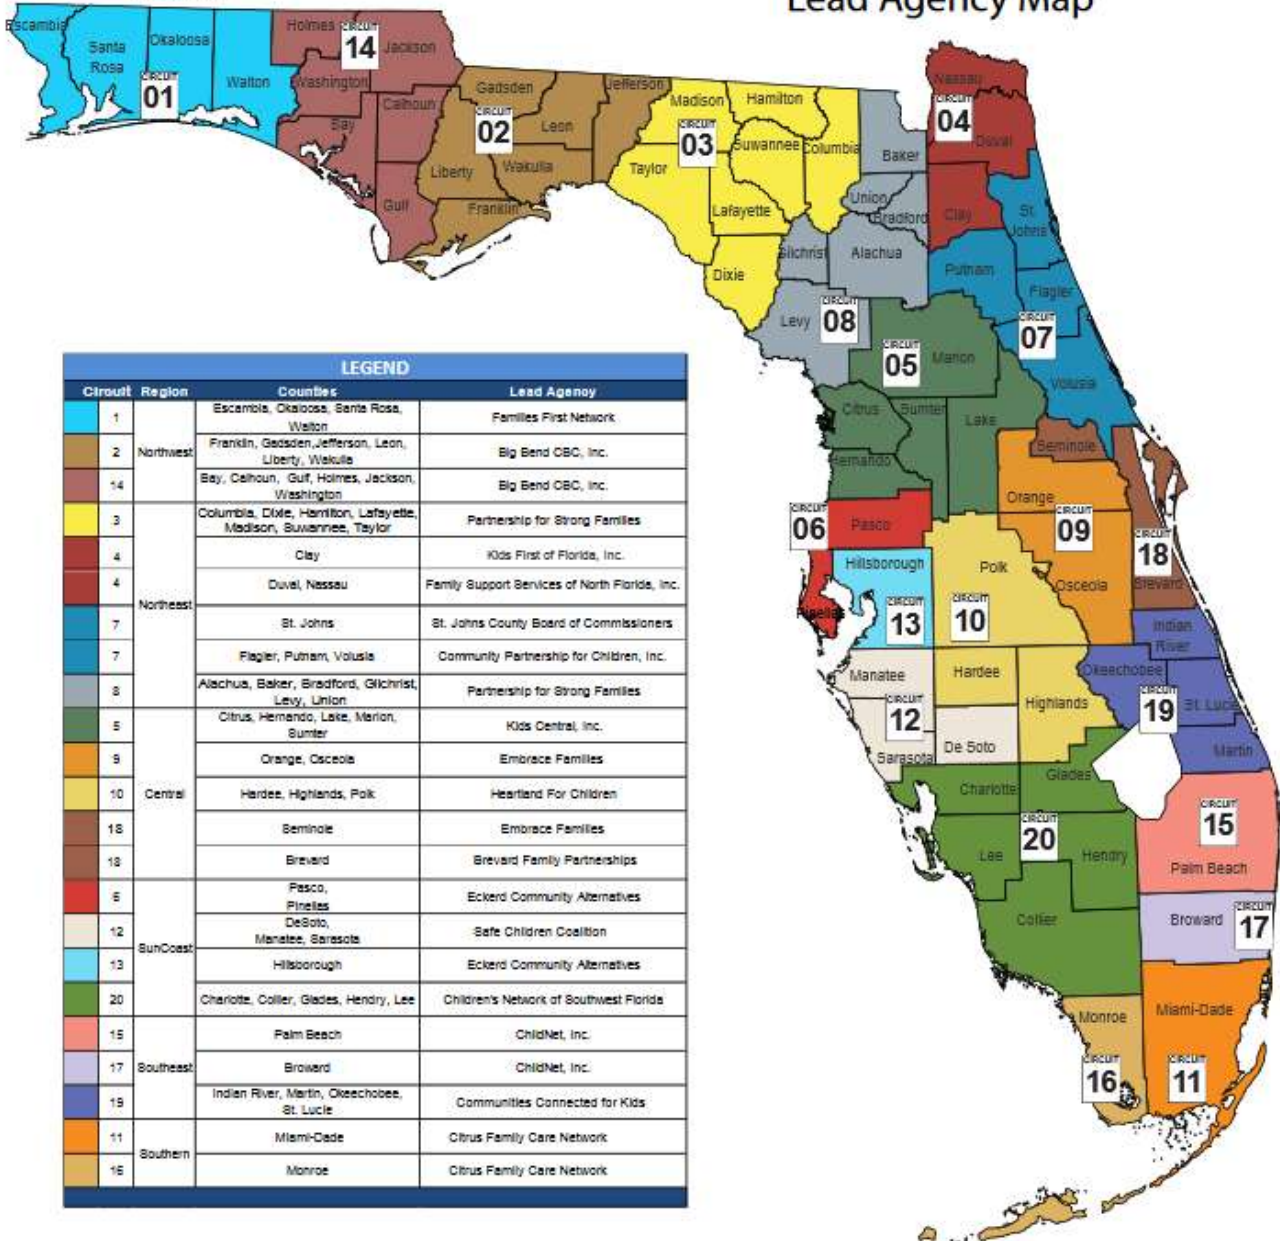 Lead Agency Map
Escambia
Santa
Rosa
Okaloosa
Walton
CIRCUIT
01
Holmes
CIRCUIT
14
Jackson
Washington
Calhoun
Bay
Gulf
Gadsden
Jefferson
CIRCUIT
02
Leon
Liberty
Wakulla
Franklin
Madison
Hamilton
CIRCUIT
03
Suwannee
Columbia
Taylor
Lafayette
Dixie
Baker
Union
Bradford
Gilchrist
Alachua
Levy
CIRCUIT
08
Nassau
CIRCUIT
04
Duval
Clay
St.
Johns
Putnam
Flagler
CIRCUIT
07
Volusia
CIRCUIT
05
Marion
Citrus
Sumter
Lake
Hernando
Seminole
Orange
CIRCUIT
09
Osceola
CIRCUIT
18
Brevard
CIRCUIT
06
Pasco
Pinellas
Hillsborough
CIRCUIT
13
Polk
CIRCUIT
10
Hardee
Highlands
Manatee
CIRCUIT
12
Sarasota
De Soto
Indian
River
Okeechobee
CIRCUIT
19
St. Lucie
Martin
Charlotte
Glades
CIRCUIT
20
Lee
Hendry
Collier
CIRCUIT
15
Palm Beach
Broward
CIRCUIT
17
Miami-Dade
CIRCUIT
11
Monroe
CIRCUIT
16
LEGEND
Circuit Region Counties Lead Agency
1 Escambia, Okaloosa, Santa Rosa,
Walton
Families First Network
Northwest
2 Franklin, Gadsden,Jefferson, Leon,
Liberty, Wakulla
Big Bend CBC, Inc.
14 Bay, Calhoun, Gulf, Holmes, Jackson,
Washington
Big Bend CBC, Inc.
3 Columbia, Dixie, Hamilton, Lafayette,
Madison, Suwannee, Taylor
Partnership for Strong Families
4 Clay Kids First of Florida, Inc.
4 Duval, Nassau Family Support Services of North Florida, Inc.
Northeast
7 St. Johns St. Johns County Board of Commissioners
7 Flagler, Putnam, Volusia Community Partnership for Children, Inc.
8 Alachua, Baker, Bradford, Gilchrist,
Levy, Union
Partnership for Strong Families
5 Citrus, Hernando, Lake, Marion,
Sumter
Kids Central, Inc.
9 Orange, Osceola Embrace Families
10 Central Hardee, Highlands, Polk Heartland For Children
18 Seminole Embrace Families
18 Brevard Brevard Family Partnerships
6 Pasco,
Pinellas
Eckerd Community Alternatives
12 DeSoto,
Manatee, Sarasota
Safe Children Coalition
SunCoast
13 Hillsborough Eckerd Community Alternatives
20 Charlotte, Collier, Glades, Hendry, Lee Children's Network of Southwest Florida
15 Palm Beach ChildNet, Inc.
17 Southeast Broward ChildNet, Inc.
19 Indian River, Martin, Okeechobee,
St. Lucie
Communities Connected for Kids
11 Miami-Dade Citrus Family Care Network
Southern
16 Monroe Citrus Family Care Network